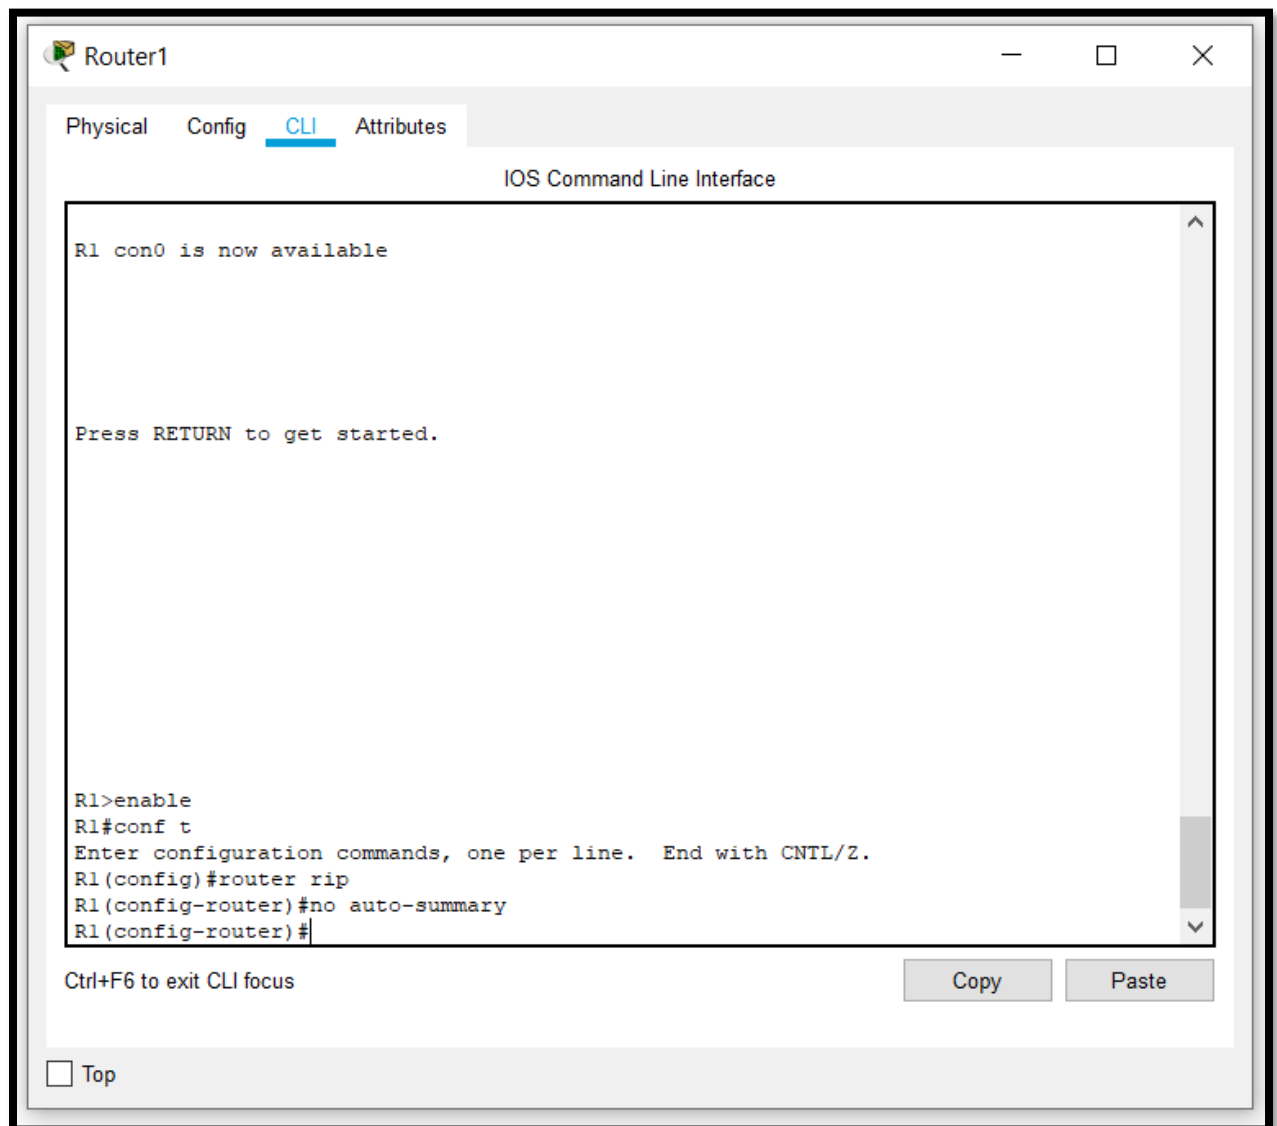 Router1
Physical Config CLI Attributes
IOS Command Line Interface
R1 con0 is now available
Press RETURN to get started.
R1>enable
R1#conf t
Enter configuration commands, one per line.  End with CNTL/Z.
R1(config)#router rip
R1(config-router)#no auto-summary
R1(config-router)#
Ctrl+F6 to exit CLI focus
Copy
Paste
Top